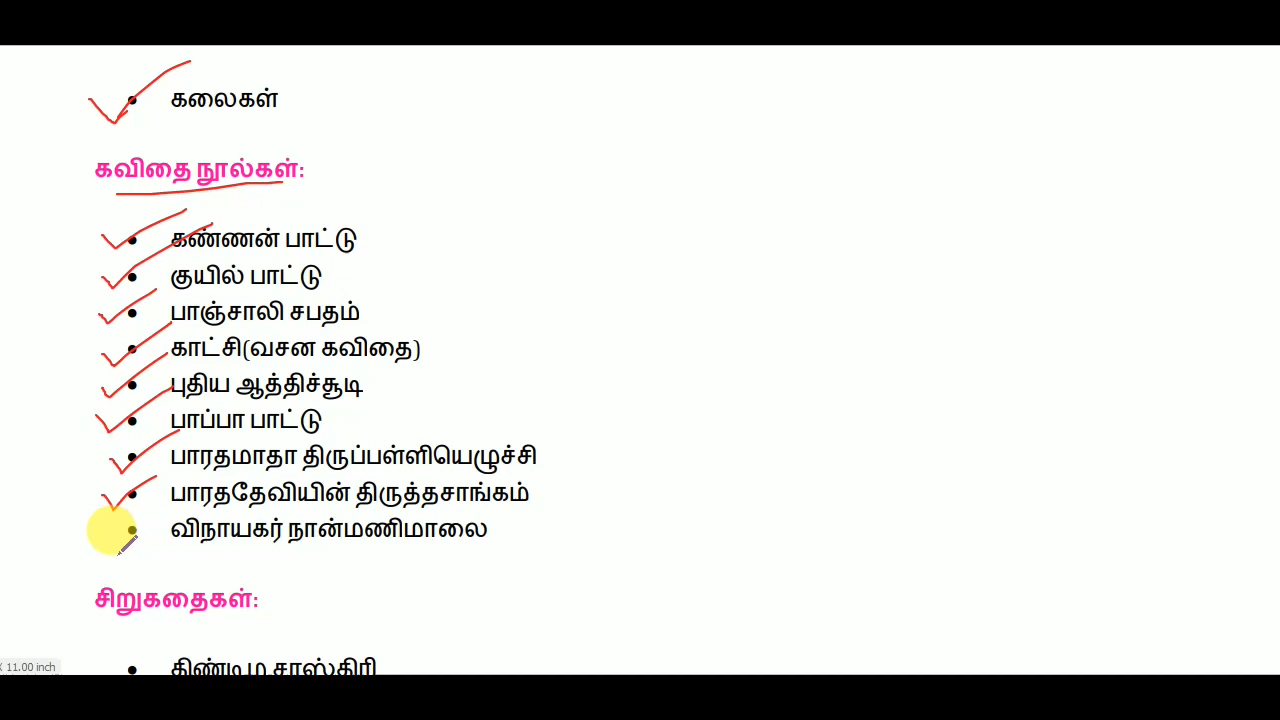 கலைகள்
கவிதை நூல்கள்:
கண்ணன் பாட்டு
குயில் பாட்டு
பாஞ்சாலி சபதம்
காட்சி(வசன கவிதை)
புதிய ஆத்திச்சூடி
பாப்பா பாட்டு
பாரதமாதா திருப்பள்ளியெழுச்சி
பாரததேவியின் திருத்தசாங்கம்
விநாயகர் நான்மணிமாலை
சிறுகதைகள்:
திண்டிம சாஸ்திரி
X 11.00 inch